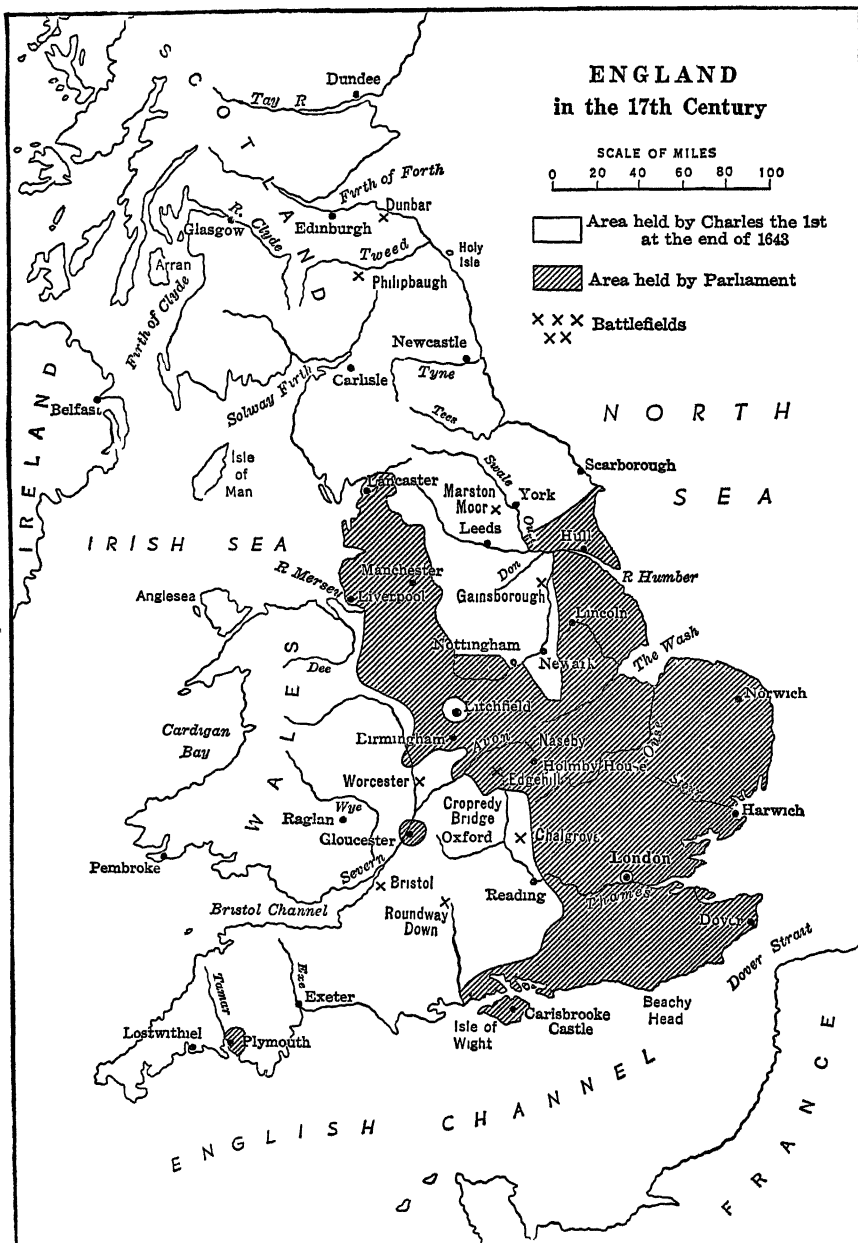 ENGLAND
in the 17th Century
SCALE OF MILES
0 20 40 60 80 100
Area held by Charles the 1st
at the end of 1643
Area held by Parliament
Battlefields
SCOTLAND
Dundee
Tay R
Firth of Forth
Dunbar
Edinburgh
R. Clyde
Glasgow
Tweed
Holy
Isle
Arran
Philipbaugh
Firth of Clyde
Newcastle
Tyne
Carlisle
Solway Firth
IRELAND
Belfast
Tees
NORTH
SEA
Isle
of
Man
Scarborough
Swale
Lancaster
York
Marston
Moor
Leeds
Hull
IRISH SEA
Don
R Humber
Manchester
R Mersey
Liverpool
Gainsborough
Anglesea
Lincoln
Nottingham
Newark
The Wash
Dee
WALES
Norwich
Litchfield
Cardigan
Bay
Eirmingham
Avon
Naseby
Ouse
Holmby House
Edgehill
Worcester
Harwich
Wye
Raglan
Cropredy
Bridge
Oxford
Gloucester
Chalgrove
London
Pembroke
Severn
Bristol
Reading
Thames
Bristol Channel
Roundway
Down
Dover
Dover Strait
Tamar
Exe
Exeter
Carlsbrooke
Castle
Beachy
Head
Isle of
Wight
Lostwithiel
Plymouth
ENGLISH CHANNEL
FRANCE